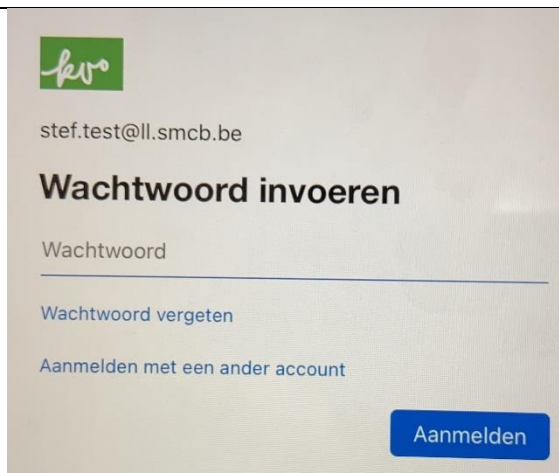 kvo
stef.test@ll.smcb.be
Wachtwoord invoeren
Wachtwoord
Wachtwoord vergeten
Aanmelden met een ander account
Aanmelden